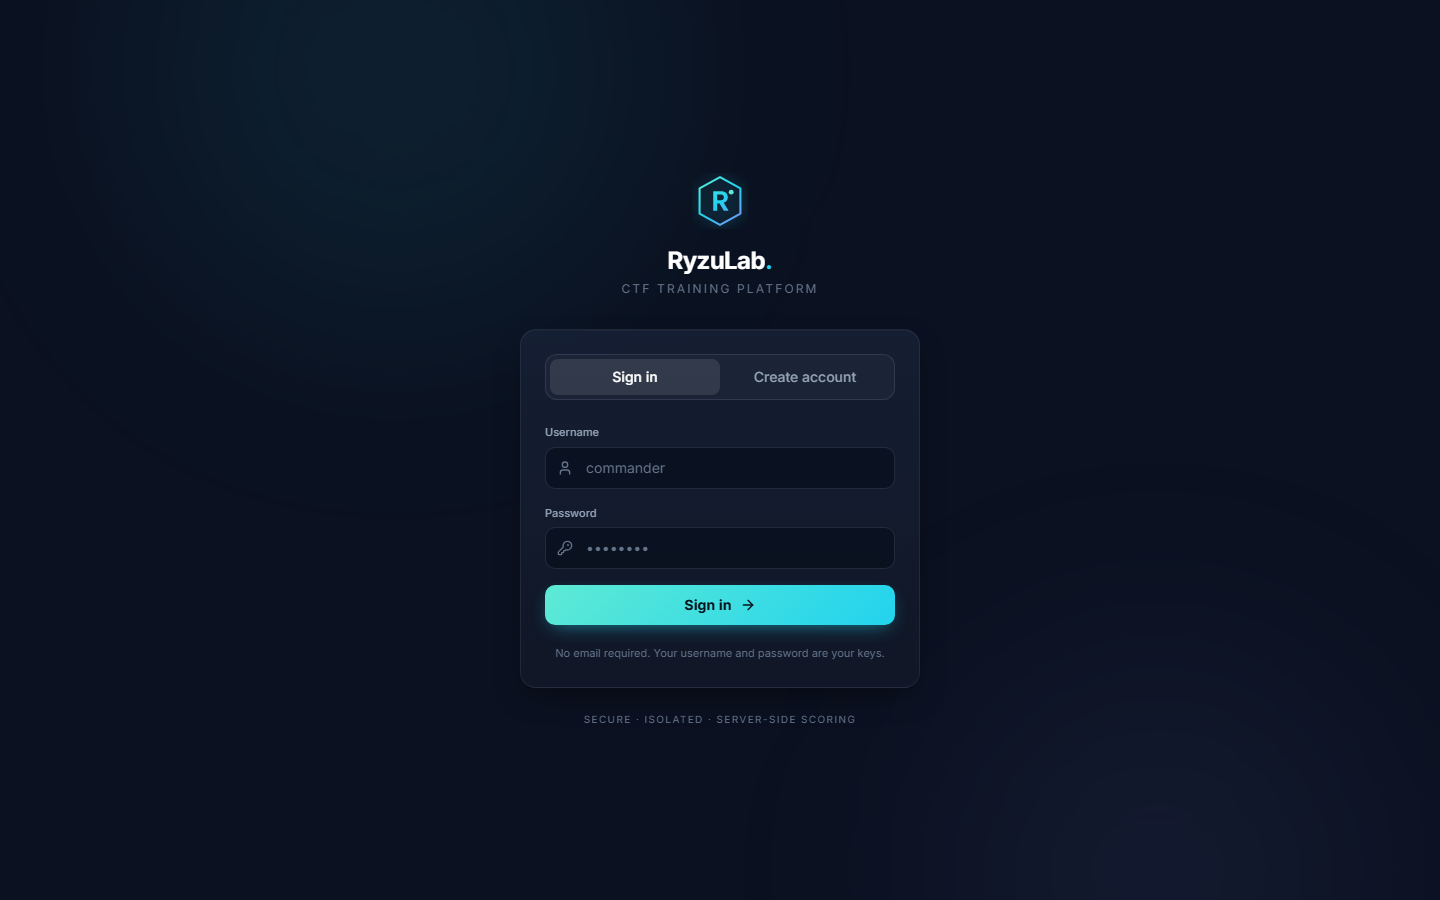 R
RyzuLab.
CTF TRAINING PLATFORM
Sign in
Create account
Username
commander
Password
••••••••
Sign in →
No email required. Your username and password are your keys.
SECURE · ISOLATED · SERVER-SIDE SCORING